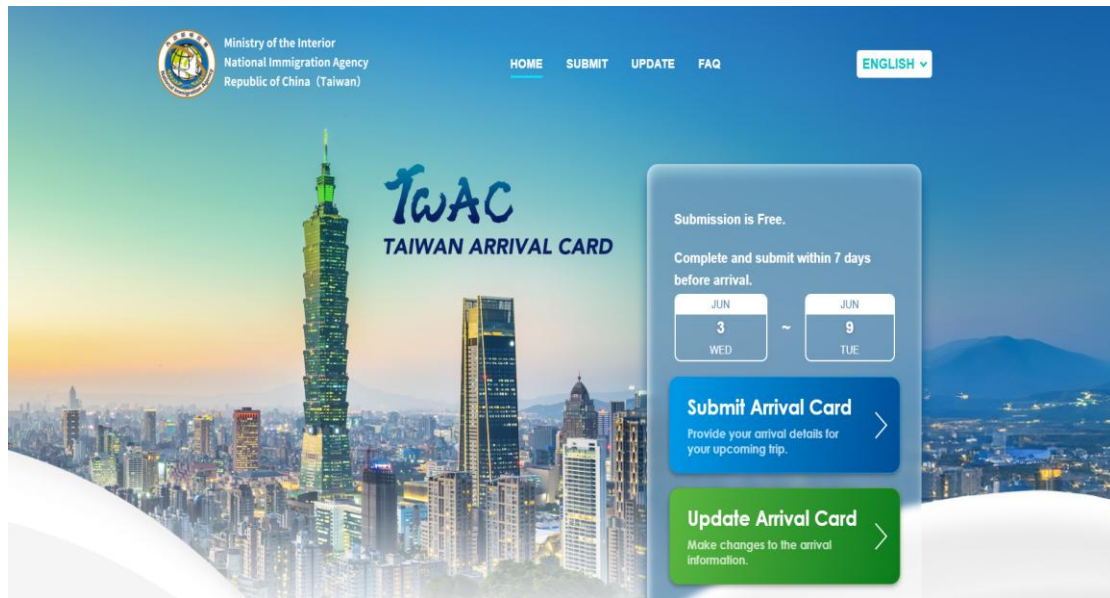 Ministry of the Interior
National Immigration Agency
Republic of China (Taiwan)
HOME SUBMIT UPDATE FAQ
ENGLISH
TWAC
TAIWAN ARRIVAL CARD
Submission is Free.
Complete and submit within 7 days
before arrival.
JUN
3
WED
~
JUN
9
TUE
Submit Arrival Card
Provide your arrival details for
your upcoming trip.
Update Arrival Card
Make changes to the arrival
information.